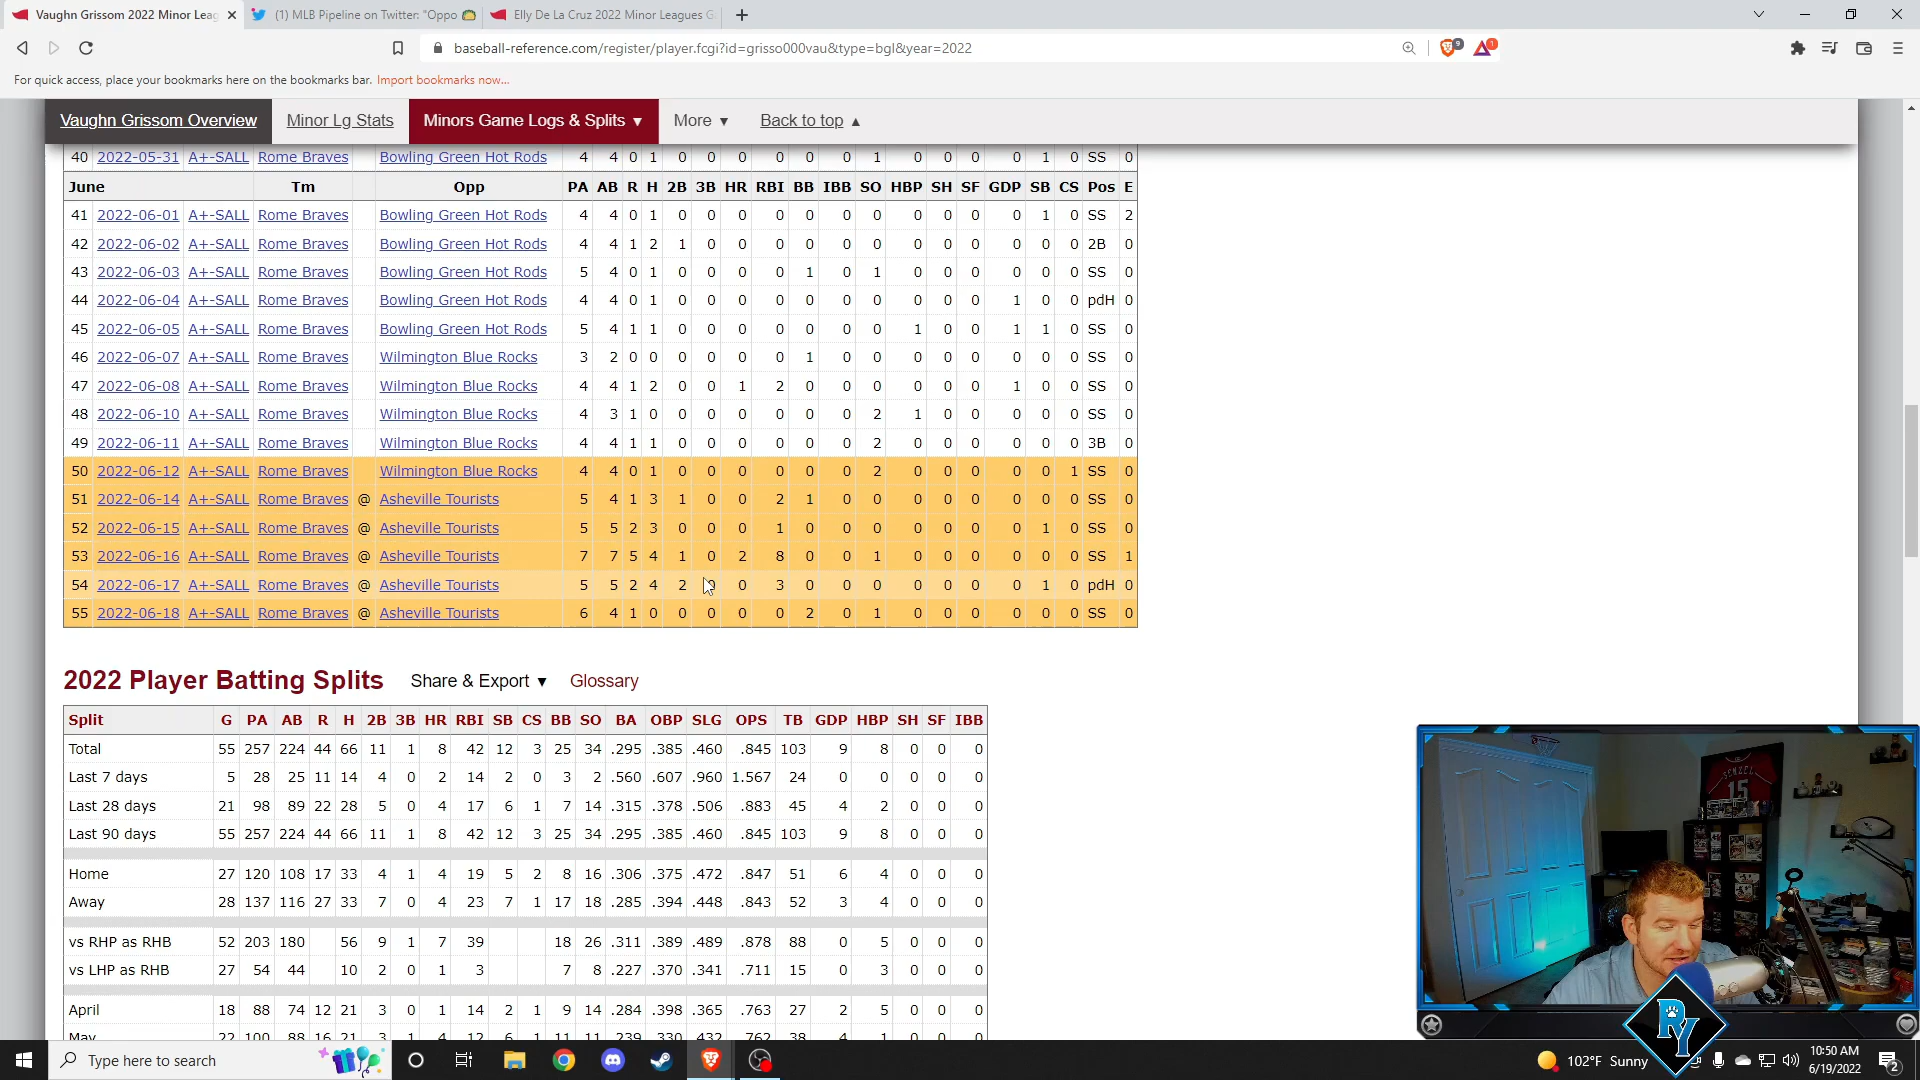 Vaughn Grissom 2022 Minor Leag
(1) MLB Pipeline on Twitter: "Oppo
Elly De La Cruz 2022 Minor Leagues G
baseball-reference.com/register/player.fcgi?id=grisso000vau&type=bgl&year=2022
9
1
For quick access, place your bookmarks here on the bookmarks bar. Import bookmarks now...
Vaughn Grissom Overview Minor Lg Stats Minors Game Logs & Splits ▼ More ▼ Back to top ▲
40 2022-05-31 A+-SALL Rome Braves Bowling Green Hot Rods 4 4 0 1 0 0 0 0 0 0 1 0 0 0 0 1 0 SS 0
June Tm Opp PA AB R H 2B 3B HR RBI BB IBB SO HBP SH SF GDP SB CS Pos E
41 2022-06-01 A+-SALL Rome Braves Bowling Green Hot Rods 4 4 0 1 0 0 0 0 0 0 0 0 0 0 0 1 0 SS 2
42 2022-06-02 A+-SALL Rome Braves Bowling Green Hot Rods 4 4 1 2 1 0 0 0 0 0 0 0 0 0 0 0 0 2B 0
43 2022-06-03 A+-SALL Rome Braves Bowling Green Hot Rods 5 4 0 1 0 0 0 0 1 0 1 0 0 0 0 0 0 SS 0
44 2022-06-04 A+-SALL Rome Braves Bowling Green Hot Rods 4 4 0 1 0 0 0 0 0 0 0 0 0 0 1 0 0 pdH 0
45 2022-06-05 A+-SALL Rome Braves Bowling Green Hot Rods 5 4 1 1 0 0 0 0 0 0 0 1 0 0 1 1 0 SS 0
46 2022-06-07 A+-SALL Rome Braves Wilmington Blue Rocks 3 2 0 0 0 0 0 0 1 0 0 0 0 0 0 0 0 SS 0
47 2022-06-08 A+-SALL Rome Braves Wilmington Blue Rocks 4 4 1 2 0 0 1 2 0 0 0 0 0 0 1 0 0 SS 0
48 2022-06-10 A+-SALL Rome Braves Wilmington Blue Rocks 4 3 1 0 0 0 0 0 0 0 2 1 0 0 0 0 0 SS 0
49 2022-06-11 A+-SALL Rome Braves Wilmington Blue Rocks 4 4 1 1 0 0 0 0 0 0 2 0 0 0 0 0 0 3B 0
50 2022-06-12 A+-SALL Rome Braves Wilmington Blue Rocks 4 4 0 1 0 0 0 0 0 0 2 0 0 0 0 0 1 SS 0
51 2022-06-14 A+-SALL Rome Braves @ Asheville Tourists 5 4 1 3 1 0 0 2 1 0 0 0 0 0 0 0 0 SS 0
52 2022-06-15 A+-SALL Rome Braves @ Asheville Tourists 5 5 2 3 0 0 0 1 0 0 0 0 0 0 0 1 0 SS 0
53 2022-06-16 A+-SALL Rome Braves @ Asheville Tourists 7 7 5 4 1 0 2 8 0 0 1 0 0 0 0 0 0 SS 1
54 2022-06-17 A+-SALL Rome Braves @ Asheville Tourists 5 5 2 4 2 0 0 3 0 0 0 0 0 0 0 1 0 pdH 0
55 2022-06-18 A+-SALL Rome Braves @ Asheville Tourists 6 4 1 0 0 0 0 0 2 0 1 0 0 0 0 0 0 SS 0
2022 Player Batting Splits Share & Export ▼ Glossary
Split G PA AB R H 2B 3B HR RBI SB CS BB SO BA OBP SLG OPS TB GDP HBP SH SF IBB
Total 55 257 224 44 66 11 1 8 42 12 3 25 34 .295 .385 .460 .845 103 9 8 0 0 0
Last 7 days 5 28 25 11 14 4 0 2 14 2 0 3 2 .560 .607 .960 1.567 24 0 0 0 0 0
Last 28 days 21 98 89 22 28 5 0 4 17 6 1 7 14 .315 .378 .506 .883 45 4 2 0 0 0
Last 90 days 55 257 224 44 66 11 1 8 42 12 3 25 34 .295 .385 .460 .845 103 9 8 0 0 0
Home 27 120 108 17 33 4 1 4 19 5 2 8 16 .306 .375 .472 .847 51 6 4 0 0 0
Away 28 137 116 27 33 7 0 4 23 7 1 17 18 .285 .394 .448 .843 52 3 4 0 0 0
vs RHP as RHB 52 203 180 56 9 1 7 39 18 26 .311 .389 .489 .878 88 0 5 0 0 0
vs LHP as RHB 27 54 44 10 2 0 1 3 7 8 .227 .370 .341 .711 15 0 3 0 0 0
April 18 88 74 12 21 3 0 1 14 2 1 9 14 .284 .398 .365 .763 27 2 5 0 0 0
May 22 100 88 16 21 3 1 4 12 6 1 11 11 .239 .330 .432 .762 38 4 1 0 0 0
SENZEL
15
RY
Type here to search
102°F Sunny
10:50 AM
6/19/2022
2